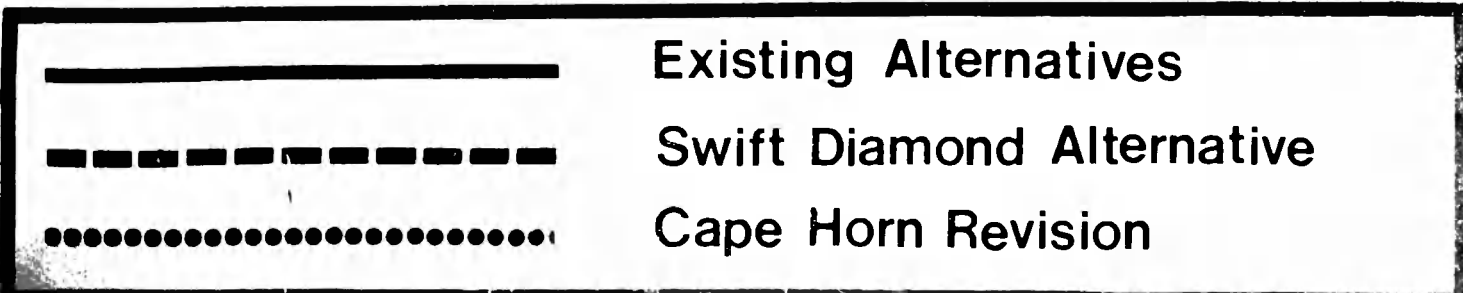 Existing Alternatives
Swift Diamond Alternative
Cape Horn Revision